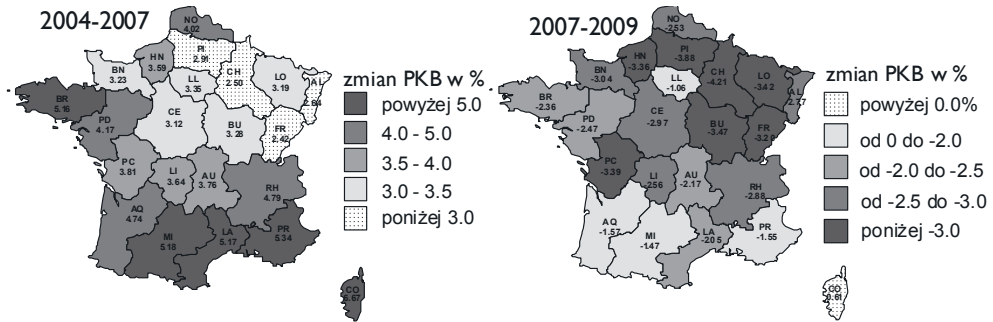 2004-2007
NO
4.02
PI
2.91
HN
3.59
BN
3.23
LL
3.35
CH
2.50
LO
3.19
AL
2.64
BR
5.16
PD
4.17
CE
3.12
BU
3.28
FR
2.42
PC
3.81
LI
3.64
AU
3.76
RH
4.79
AQ
4.74
MI
5.18
LA
5.17
PR
5.34
CO
zmian PKB w %
powyżej 5.0
4.0 - 5.0
3.5 - 4.0
3.0 - 3.5
poniżej 3.0
2007-2009
NO
-2.53
PI
-3.88
HN
-3.36
BN
-3.04
LL
-1.06
CH
-4.21
LO
-3.42
AL
BR
-2.36
PD
-2.47
CE
-2.97
BU
-3.47
FR
PC
-3.39
LI
-2.56
AU
-2.17
RH
-2.88
AQ
-1.57
MI
-1.47
LA
-2.05
PR
-1.55
CO
0.61
zmian PKB w %
powyżej 0.0%
od 0 do -2.0
od -2.0 do -2.5
od -2.5 do -3.0
poniżej -3.0